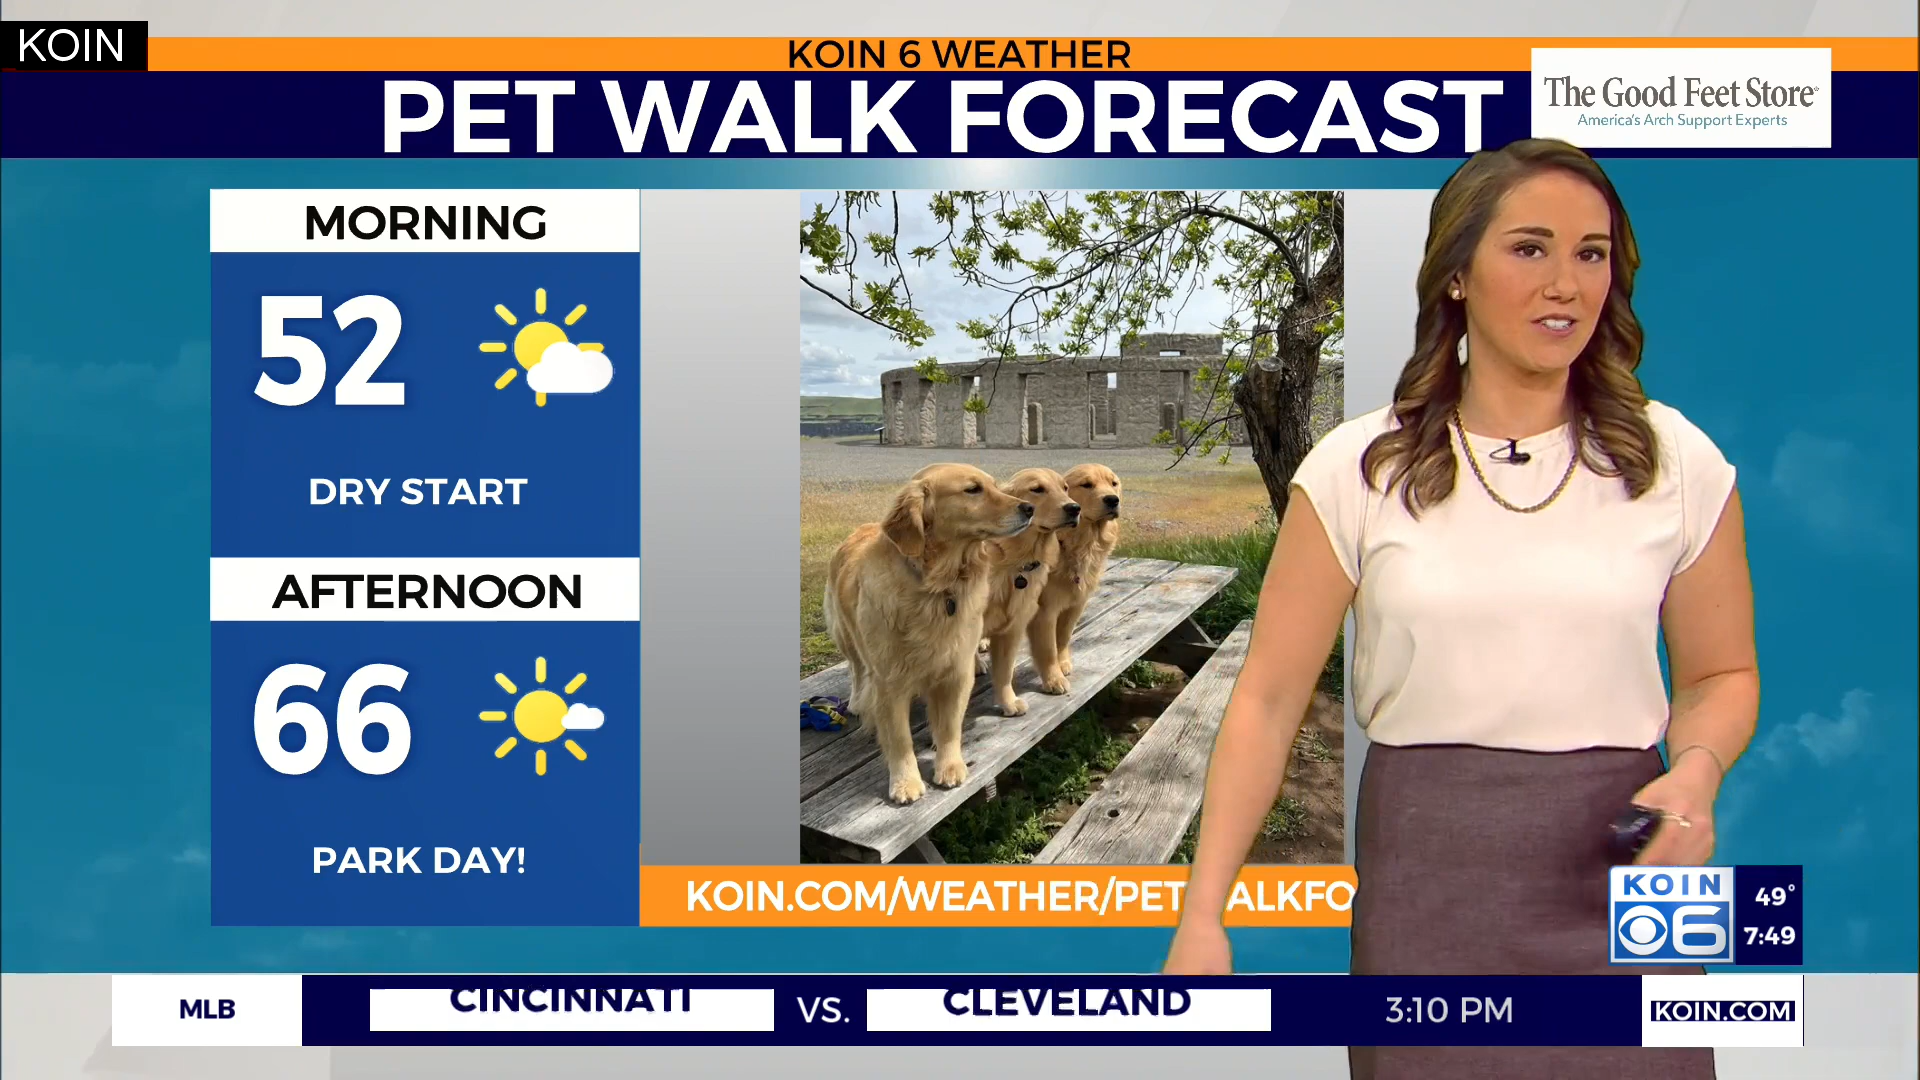 KOIN
KOIN 6 WEATHER
PET WALK FORECAST
The Good Feet Store
America's Arch Support Experts
MORNING
52
DRY START
AFTERNOON
66
PARK DAY!
KOIN.COM/WEATHER/PET ALKFO
KOIN
6
49°
7:49
MLB
CINCINNATI
VS.
CLEVELAND
3:10 PM
KOIN.COM